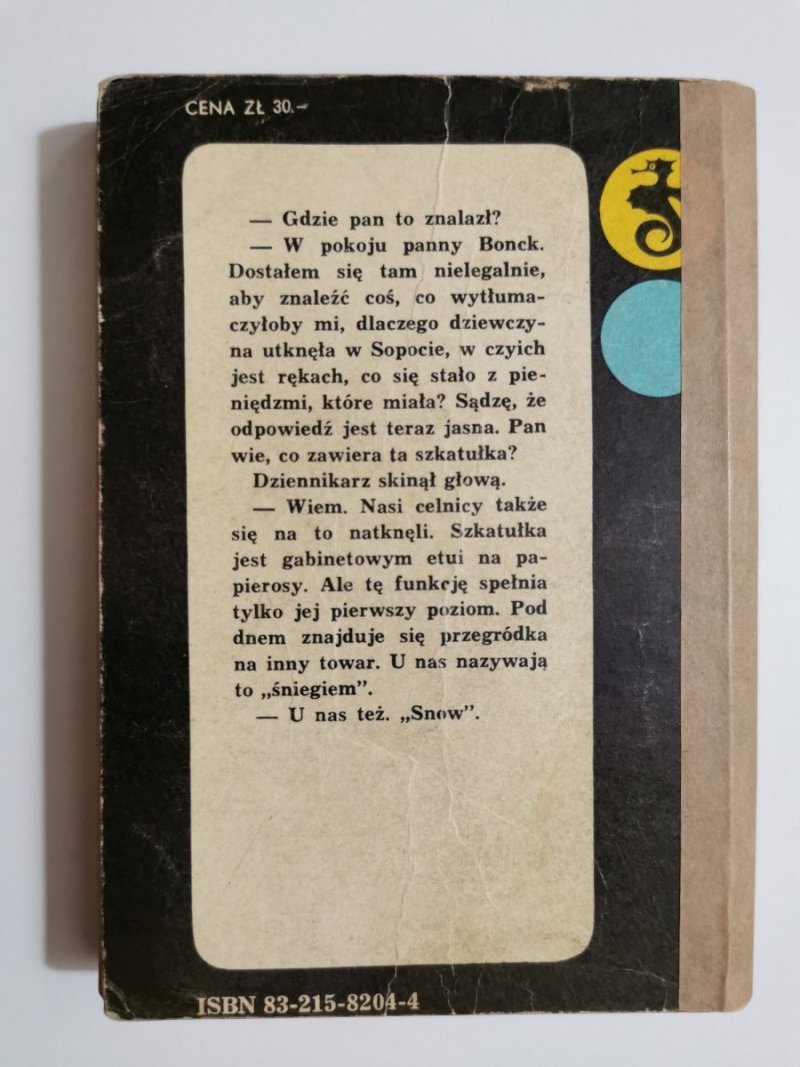 CENA ZŁ 30.–
— Gdzie pan to znalazł?
— W pokoju panny Bonck.
Dostałem się tam nielegalnie,
aby znaleźć coś, co wytłuma-
czyłoby mi, dlaczego dziewczy-
na utknęła w Sopocie, w czyich
jest rękach, co się stało z pie-
niędzmi, które miała? Sądzę, że
odpowiedź jest teraz jasna. Pan
wie, co zawiera ta szkatułka?
Dziennikarz skinął głową.
— Wiem. Nasi celnicy także
się na to natknęli. Szkatułka
jest gabinetowym etui na pa-
pierosy. Ale tę funkcję spełnia
tylko jej pierwszy poziom. Pod
dnem znajduje się przegródka
na inny towar. U nas nazywają
to „śniegiem”.
— U nas też. „Snow”.
ISBN 83-215-8204-4